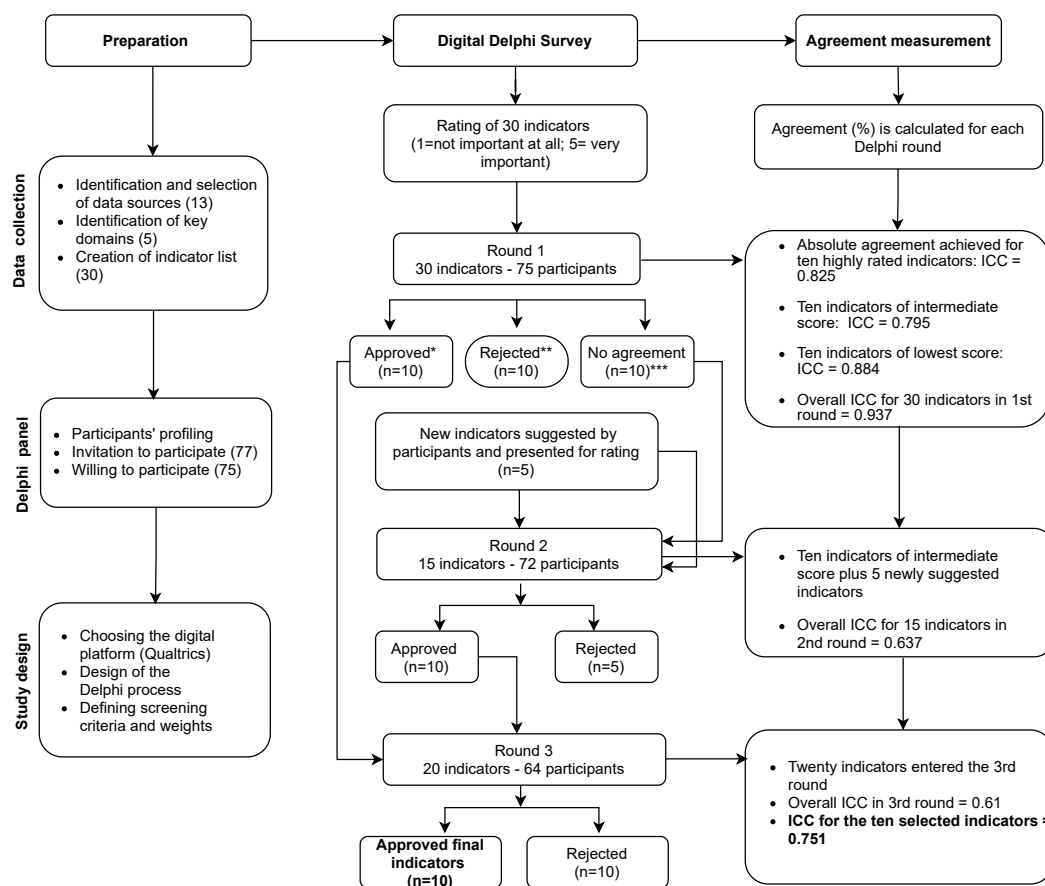 Preparation
Digital Delphi Survey
Agreement measurement
Data collection
• Identification and selection
of data sources (13)
• Identification of key
domains (5)
• Creation of indicator list
(30)
Delphi panel
• Participants' profiling
• Invitation to participate (77)
• Willing to participate (75)
Study design
• Choosing the digital
platform (Qualtrics)
• Design of the
Delphi process
• Defining screening
criteria and weights
Rating of 30 indicators
(1=not important at all; 5= very
important)
Round 1
30 indicators - 75 participants
Approved*
(n=10)
Rejected**
(n=10)
No agreement
(n=10)***
New indicators suggested by
participants and presented for rating
(n=5)
Round 2
15 indicators - 72 participants
Approved
(n=10)
Rejected
(n=5)
Round 3
20 indicators - 64 participants
Approved final
indicators
(n=10)
Rejected
(n=10)
Agreement (%) is calculated for each
Delphi round
• Absolute agreement achieved for
ten highly rated indicators: ICC =
0.825
• Ten indicators of intermediate
score: ICC = 0.795
• Ten indicators of lowest score:
ICC = 0.884
• Overall ICC for 30 indicators in 1st
round = 0.937
• Ten indicators of intermediate
score plus 5 newly suggested
indicators
• Overall ICC for 15 indicators in
2nd round = 0.637
• Twenty indicators entered the 3rd
round
• Overall ICC in 3rd round = 0.61
• ICC for the ten selected indicators =
0.751